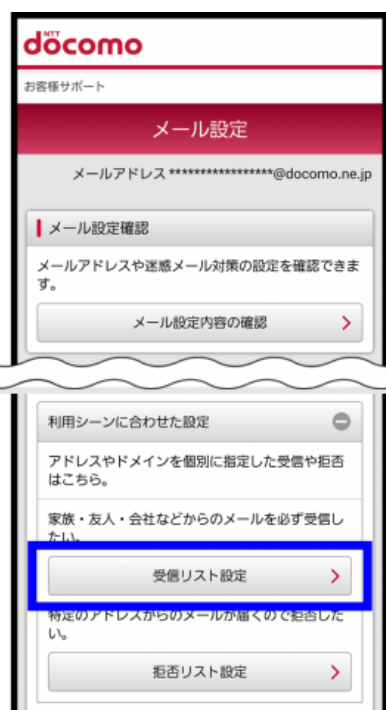 NTT
döcomo
お客様サポート
メール設定
メールアドレス *****************@docomo.ne.jp
メール設定確認
メールアドレスや迷惑メール対策の設定を確認できま
す。
メール設定内容の確認
利用シーンに合わせた設定
アドレスやドメインを個別に指定した受信や拒否
はこちら。
家族・友人・会社などからのメールを必ず受信し
たい。
受信リスト設定
特定のアドレスからのメールが届くので拒否した
い。
拒否リスト設定